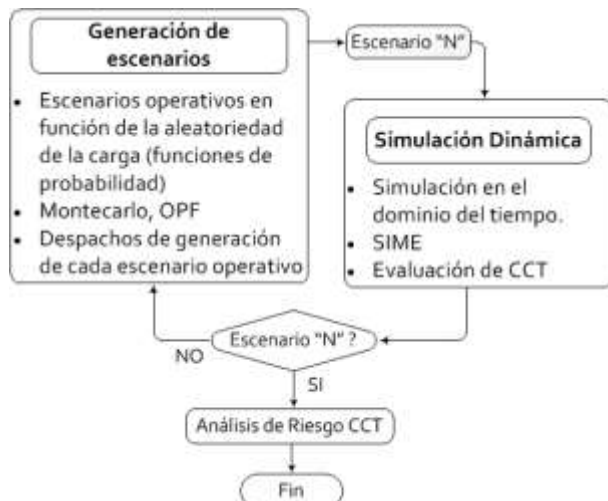 Generación de
escenarios
• Escenarios operativos en
función de la aleatoriedad
de la carga (funciones de
probabilidad)
• Montecarlo, OPF
• Despachos de generación
de cada escenario operativo
Escenario "N"
Simulación Dinámica
• Simulación en el
dominio del tiempo.
• SIME
• Evaluación de CCT
Escenario "N" ?
NO
SI
Análisis de Riesgo CCT
Fin